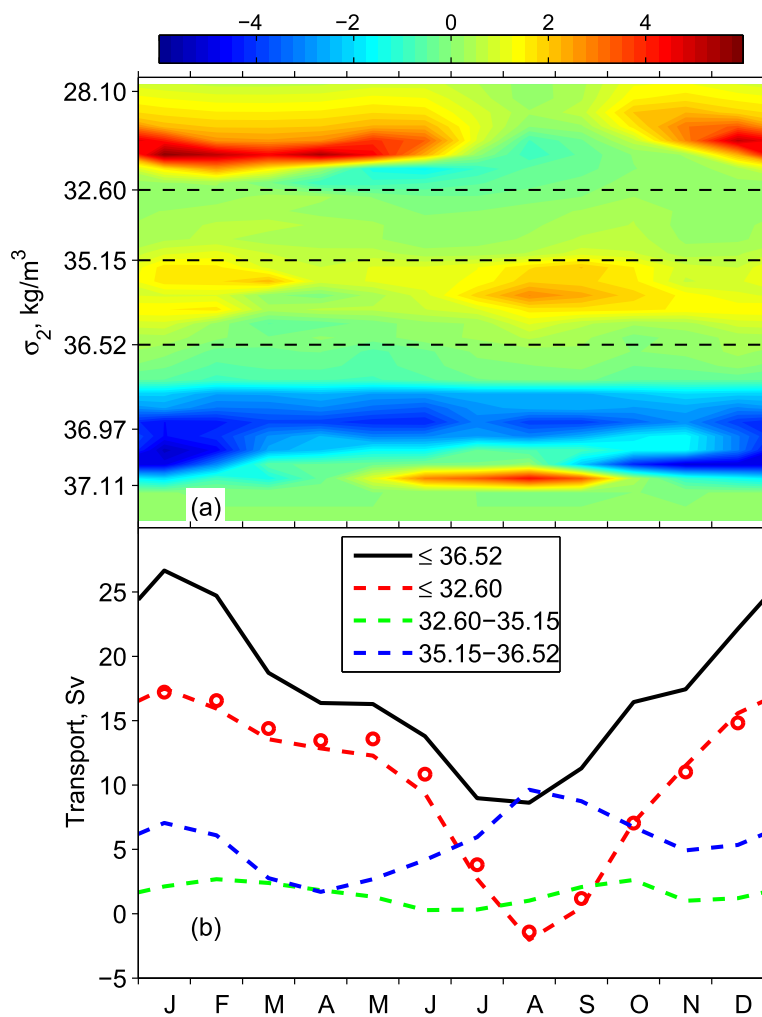 −4 −2 0 2 4
28.10
32.60
35.15
36.52
36.97
37.11
σ2, kg/m3
(a)
≤ 36.52
≤ 32.60
32.60−35.15
35.15−36.52
25
20
15
10
5
0
−5
Transport, Sv
(b)
J F M A M J J A S O N D